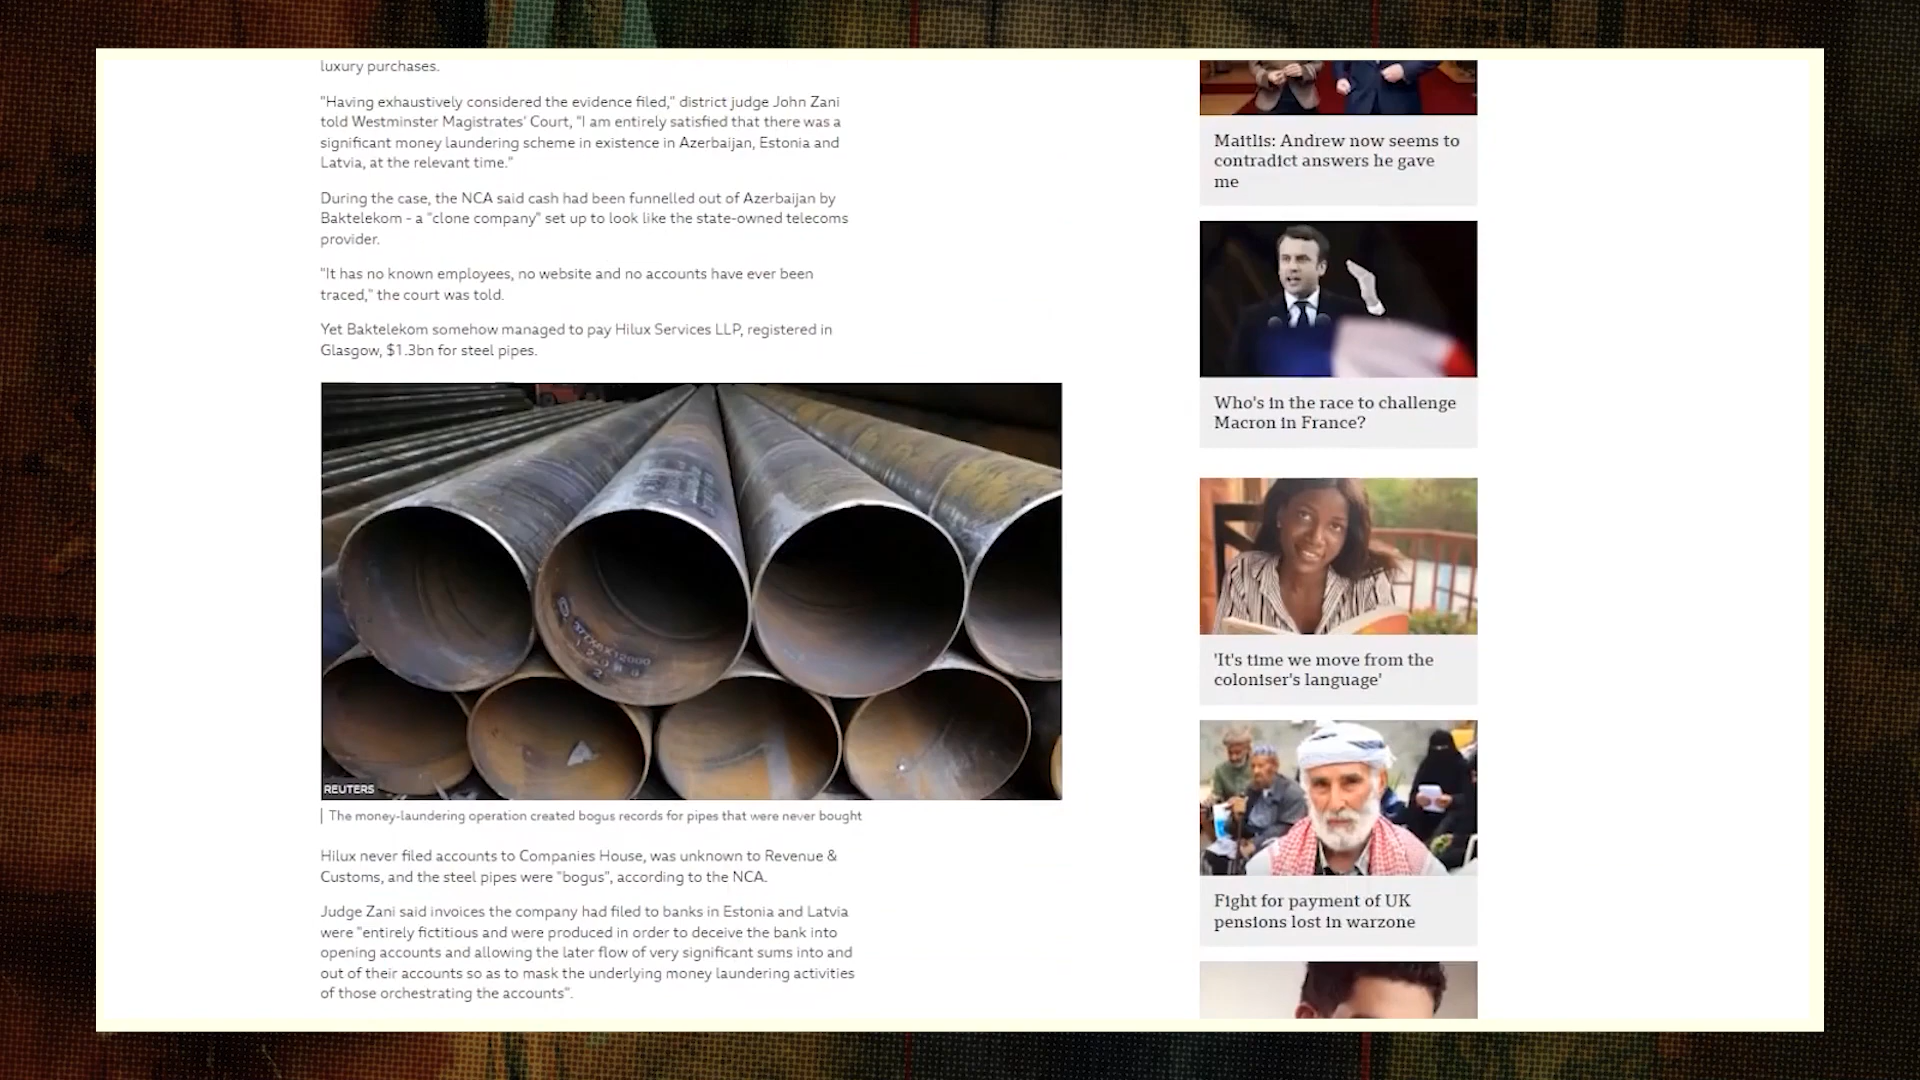 luxury purchases.
"Having exhaustively considered the evidence filed," district judge John Zani
told Westminster Magistrates' Court, "I am entirely satisfied that there was a
significant money laundering scheme in existence in Azerbaijan, Estonia and
Latvia, at the relevant time."
During the case, the NCA said cash had been funnelled out of Azerbaijan by
Baktelekom - a "clone company" set up to look like the state-owned telecoms
provider.
"It has no known employees, no website and no accounts have ever been
traced," the court was told.
Yet Baktelekom somehow managed to pay Hilux Services LLP, registered in
Glasgow, $1.3bn for steel pipes.
REUTERS
The money-laundering operation created bogus records for pipes that were never bought
Hilux never filed accounts to Companies House, was unknown to Revenue &
Customs, and the steel pipes were "bogus", according to the NCA.
Judge Zani said invoices the company had filed to banks in Estonia and Latvia
were "entirely fictitious and were produced in order to deceive the bank into
opening accounts and allowing the later flow of very significant sums into and
out of their accounts so as to mask the underlying money laundering activities
of those orchestrating the accounts".
Maitlis: Andrew now seems to
contradict answers he gave
me
Who's in the race to challenge
Macron in France?
'It's time we move from the
coloniser's language'
Fight for payment of UK
pensions lost in warzone